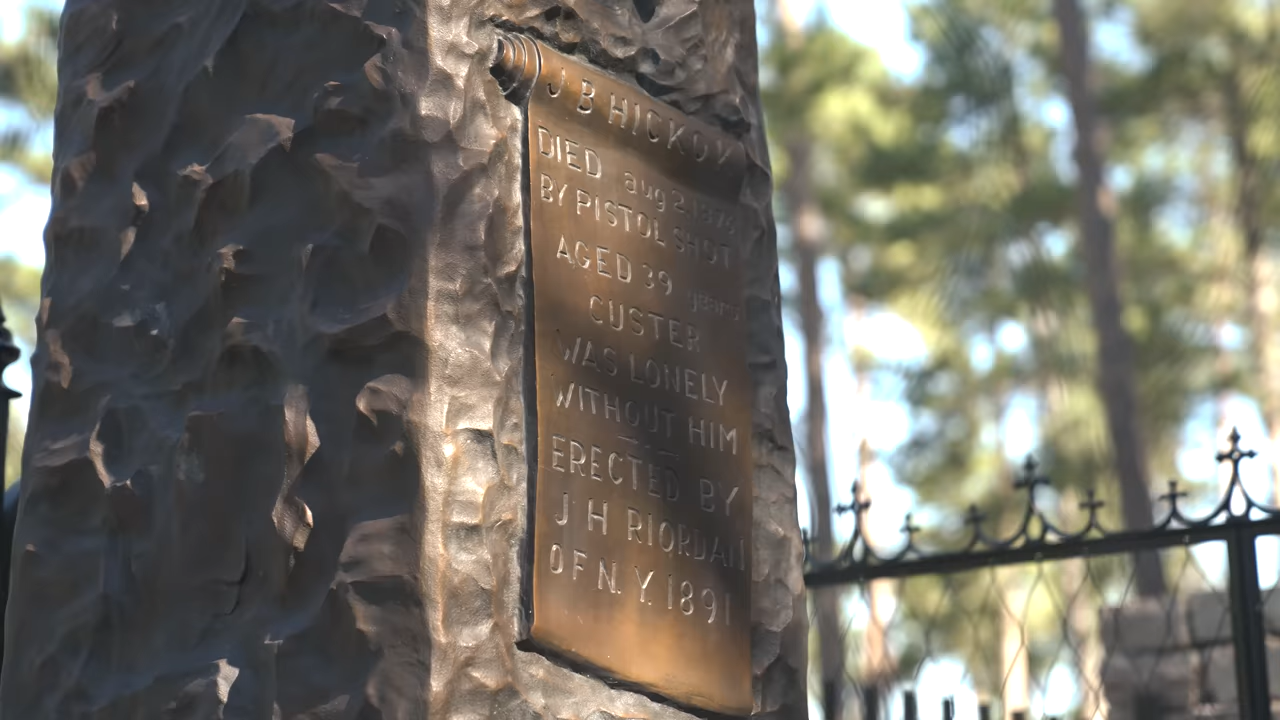 J B HICKOK
DIED aug 2, 1876
BY PISTOL SHOT
AGED 39 years
CUSTER
WAS LONELY
WITHOUT HIM
ERECTED BY
J H RIORDAN
OF N. Y. 1891